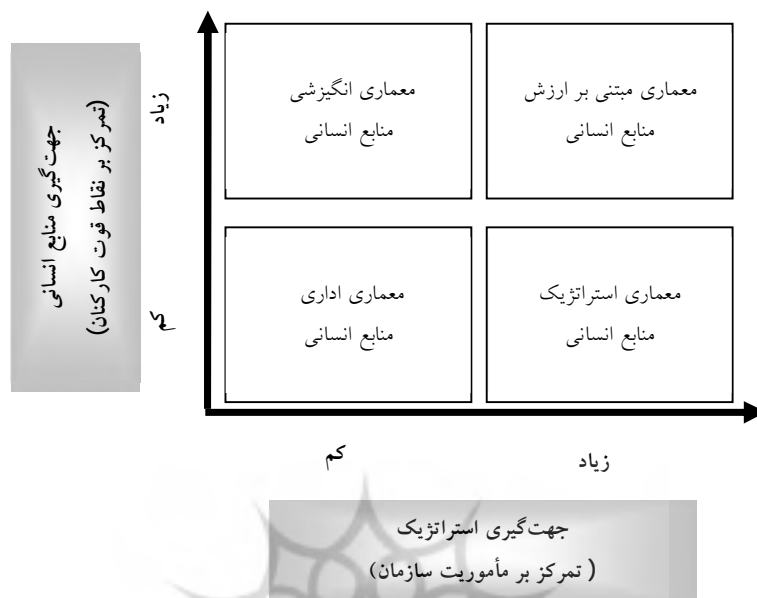 معماری مبتنی بر ارزش
منابع انسانی
معماری انگیزشی
منابع انسانی
معماری استراتژیک
منابع انسانی
معماری اداری
منابع انسانی
زیاد
کم
جهت‌گیری منابع انسانی
(تمرکز بر نقاط قوت کارکنان)
زیاد
کم
جهت‌گیری استراتژیک
( تمرکز بر مأموریت سازمان)